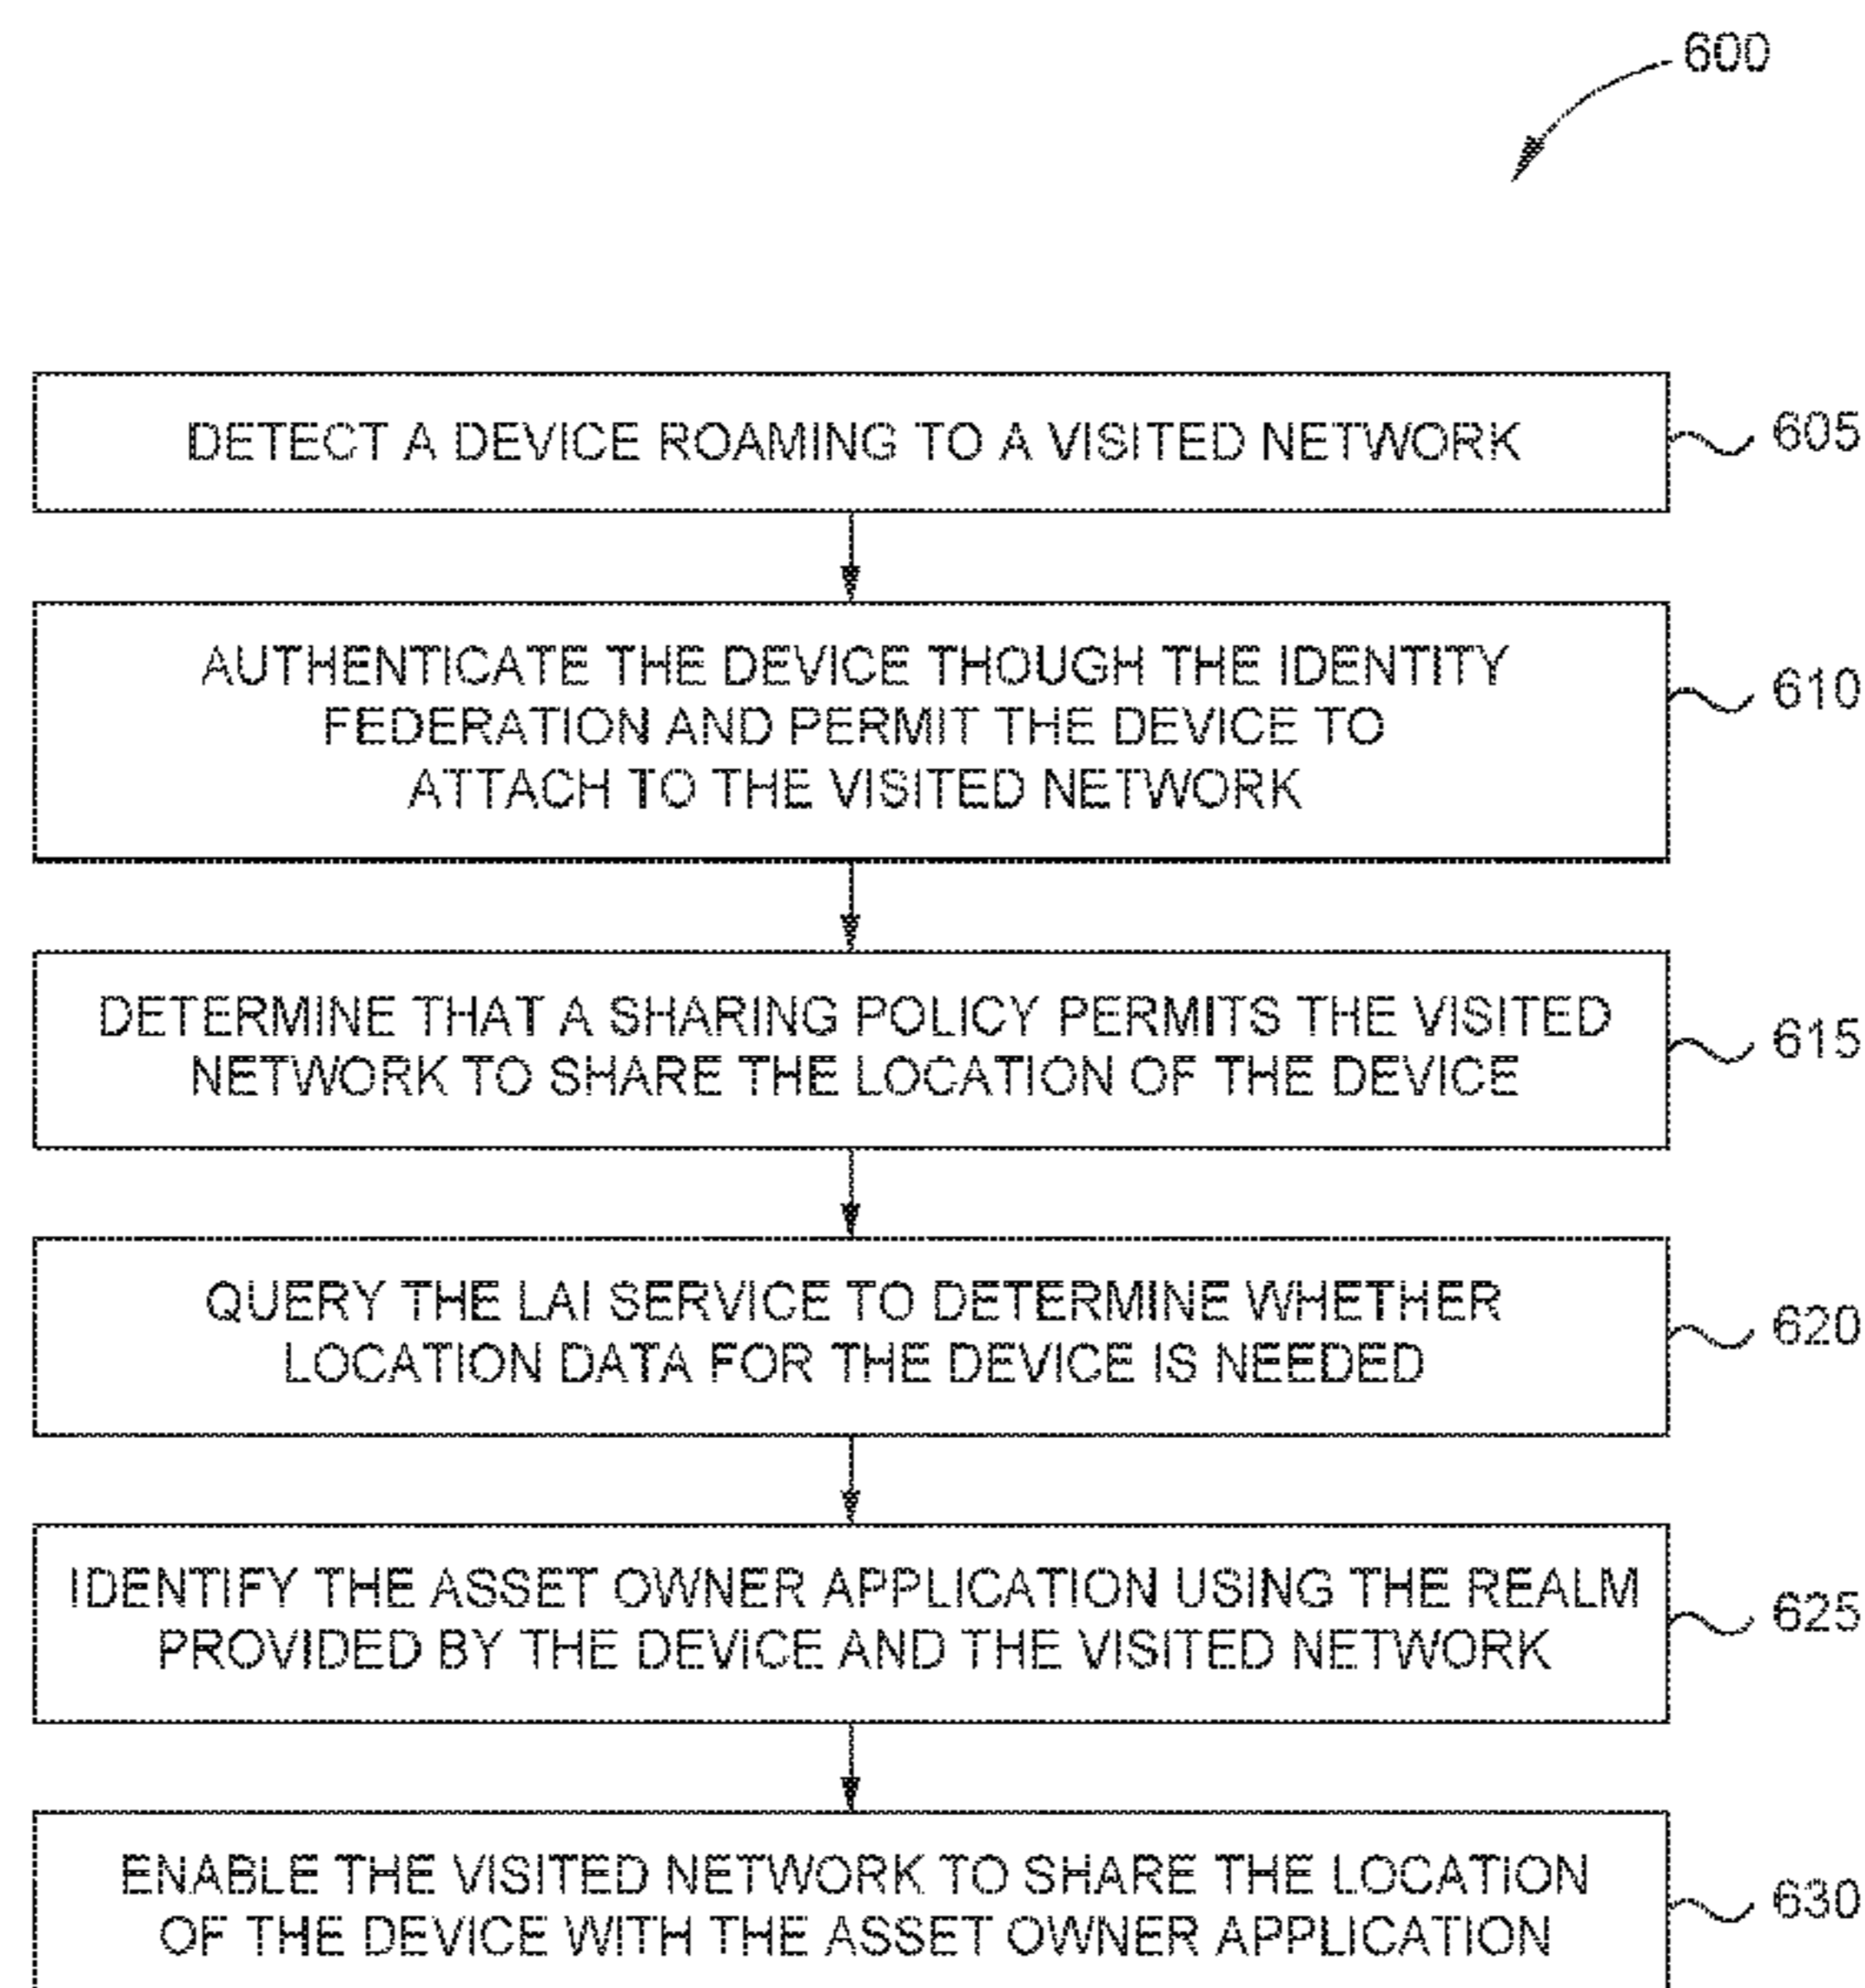 600
DETECT A DEVICE ROAMING TO A VISITED NETWORK
605
AUTHENTICATE THE DEVICE THOUGH THE IDENTITY
FEDERATION AND PERMIT THE DEVICE TO
ATTACH TO THE VISITED NETWORK
610
DETERMINE THAT A SHARING POLICY PERMITS THE VISITED
NETWORK TO SHARE THE LOCATION OF THE DEVICE
615
QUERY THE LAI SERVICE TO DETERMINE WHETHER
LOCATION DATA FOR THE DEVICE IS NEEDED
620
IDENTIFY THE ASSET OWNER APPLICATION USING THE REALM
PROVIDED BY THE DEVICE AND THE VISITED NETWORK
625
ENABLE THE VISITED NETWORK TO SHARE THE LOCATION
OF THE DEVICE WITH THE ASSET OWNER APPLICATION
630